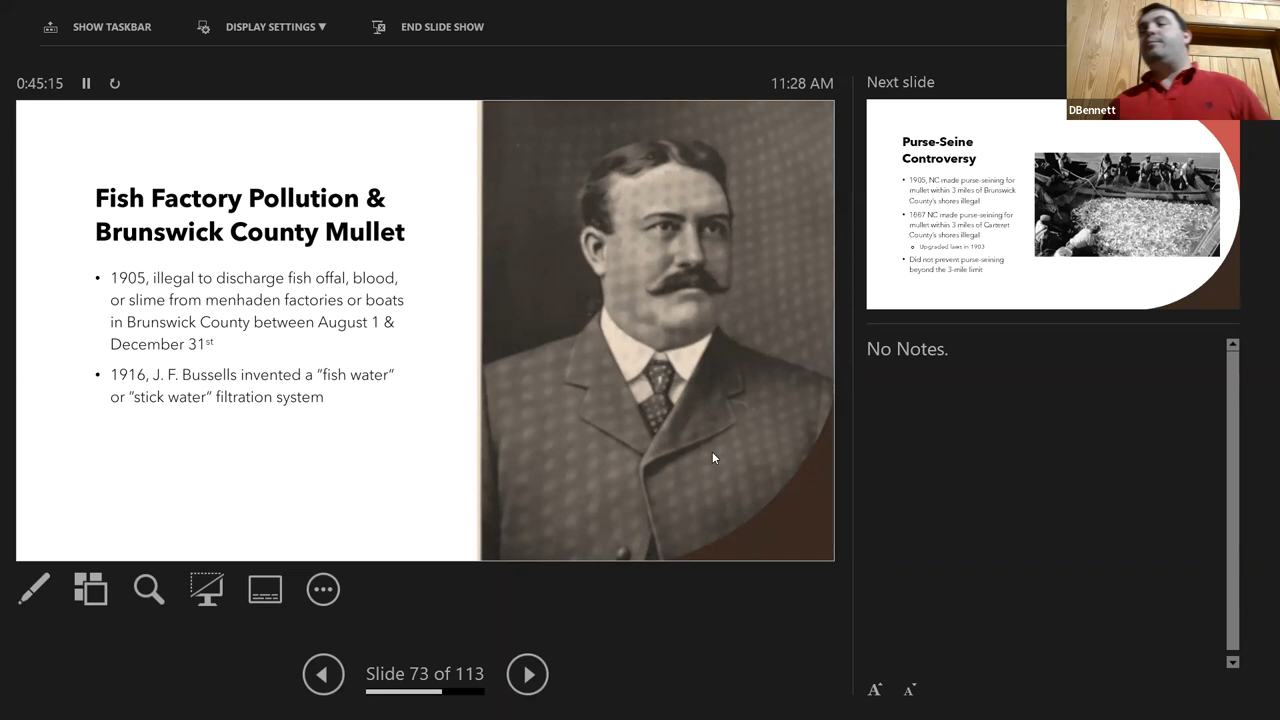 SHOW TASKBAR
DISPLAY SETTINGS ▼
END SLIDE SHOW
0:45:15
11:28 AM
Fish Factory Pollution &
Brunswick County Mullet
• 1905, illegal to discharge fish offal, blood,
or slime from menhaden factories or boats
in Brunswick County between August 1 &
December 31st
• 1916, J. F. Bussells invented a “fish water”
or “stick water” filtration system
Slide 73 of 113
Next slide
DBennett
Purse-Seine
Controversy
• 1905, NC made purse-seining for
mullet within 3 miles of Brunswick
County's shores illegal
• 1887 NC made purse-seining for
mullet within 3 miles of Carteret
County's shores illegal
Upgraded laws in 1903
• Did not prevent purse-seining
beyond the 3-mile limit
No Notes.
A A